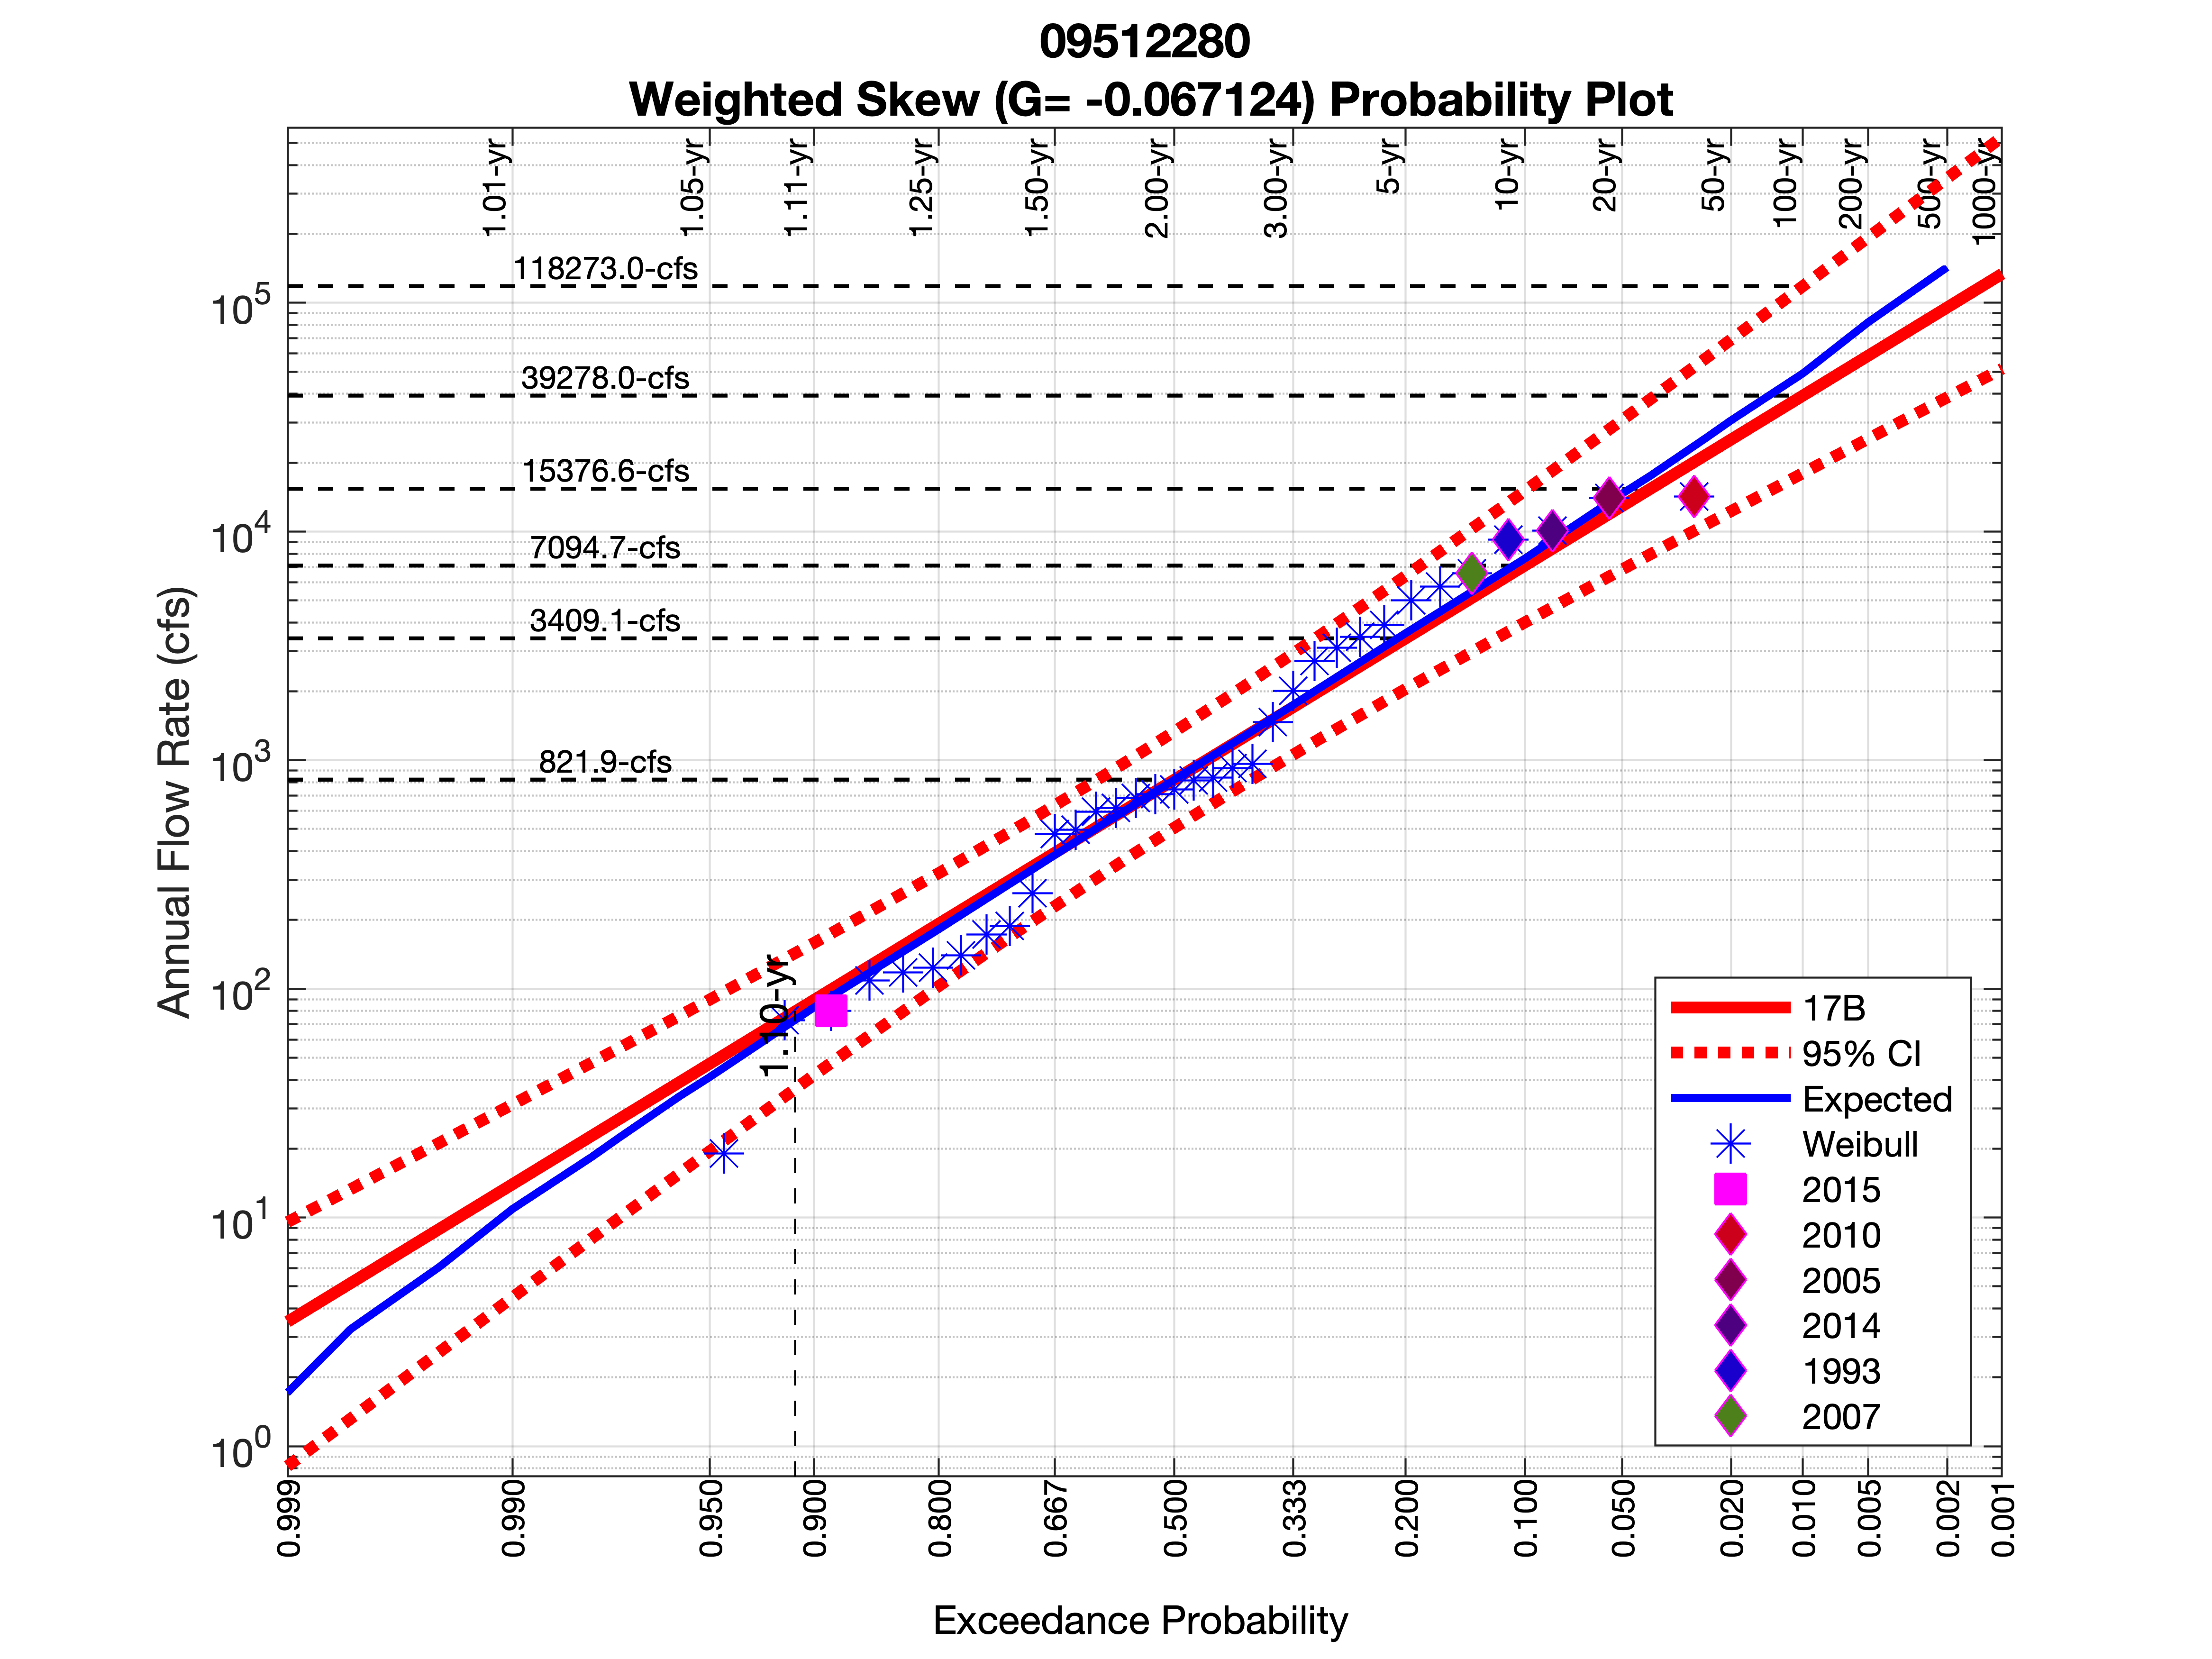 09512280
Weighted Skew (G= -0.067124) Probability Plot
1.01-yr
1.05-yr
1.11-yr
1.25-yr
1.50-yr
2.00-yr
3.00-yr
5-yr
10-yr
20-yr
50-yr
100-yr
200-yr
500-yr
1000-yr
118273.0-cfs
39278.0-cfs
15376.6-cfs
7094.7-cfs
3409.1-cfs
821.9-cfs
1.10-yr
Annual Flow Rate (cfs)
10^5
10^4
10^3
10^2
10^1
10^0
17B
95% CI
Expected
Weibull
2015
2010
2005
2014
1993
2007
0.999
0.990
0.950
0.900
0.800
0.667
0.500
0.333
0.200
0.100
0.050
0.020
0.010
0.005
0.002
0.001
Exceedance Probability